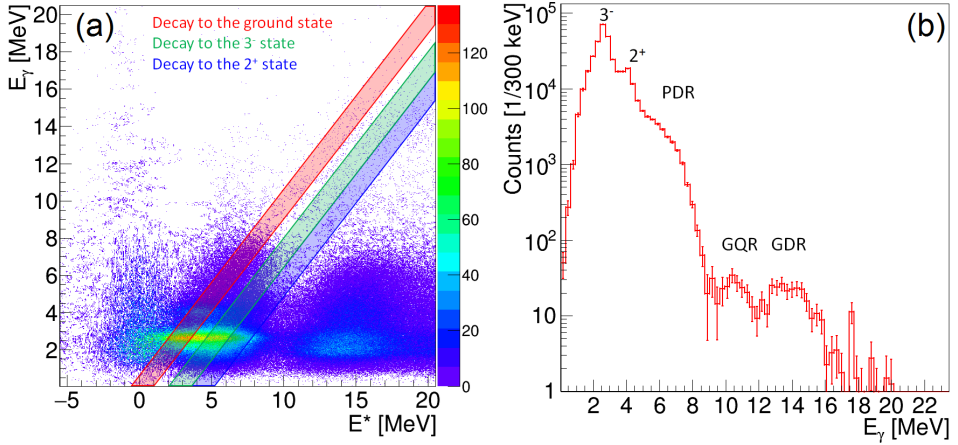 (a)
Decay to the ground state
Decay to the 3⁻ state
Decay to the 2⁺ state
E_γ [MeV]
20
18
16
14
12
10
8
6
4
2
−5 0 5 10 15 20
E* [MeV]
120
100
80
60
40
20
0
(b)
Counts [1/300 keV]
10⁵
10⁴
10³
10²
10
1
3⁻
2⁺
PDR
GQR GDR
2 4 6 8 10 12 14 16 18 20 22
E_γ [MeV]